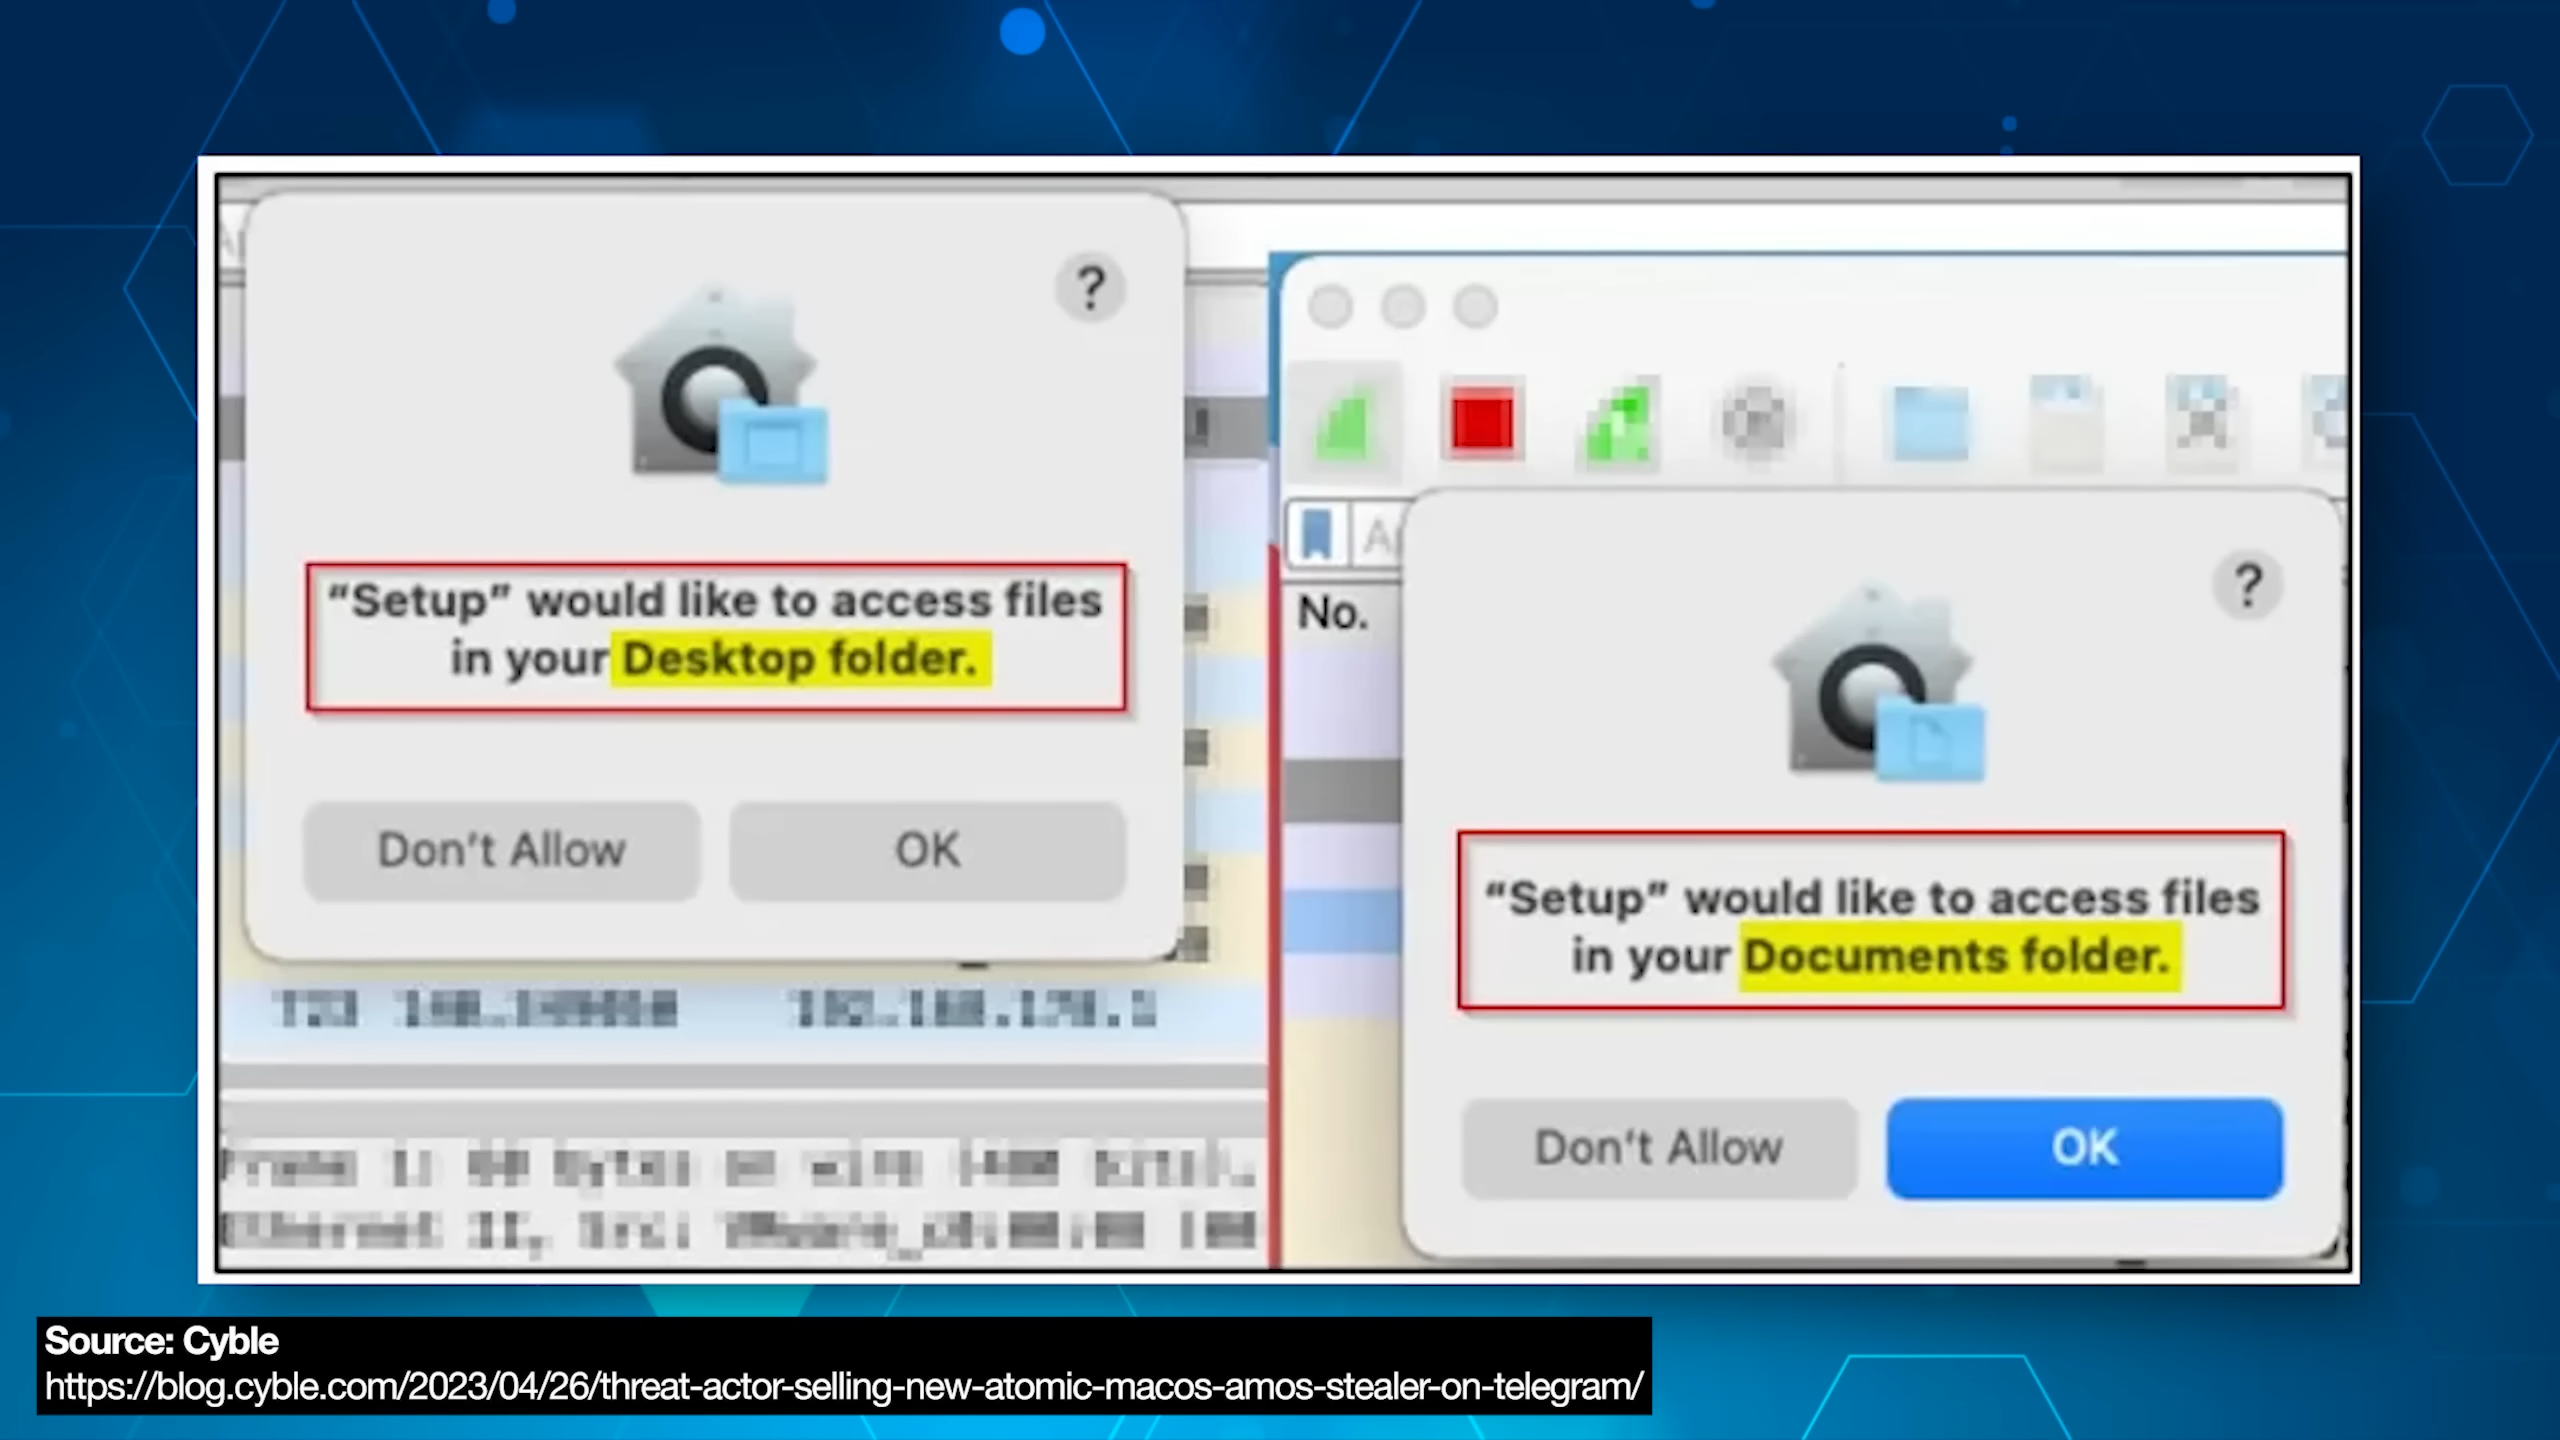 ?
“Setup” would like to access files
in your Desktop folder.
Don't Allow
OK
No.
?
“Setup” would like to access files
in your Documents folder.
Don't Allow
OK
Source: Cyble
https://blog.cyble.com/2023/04/26/threat-actor-selling-new-atomic-macos-amos-stealer-on-telegram/